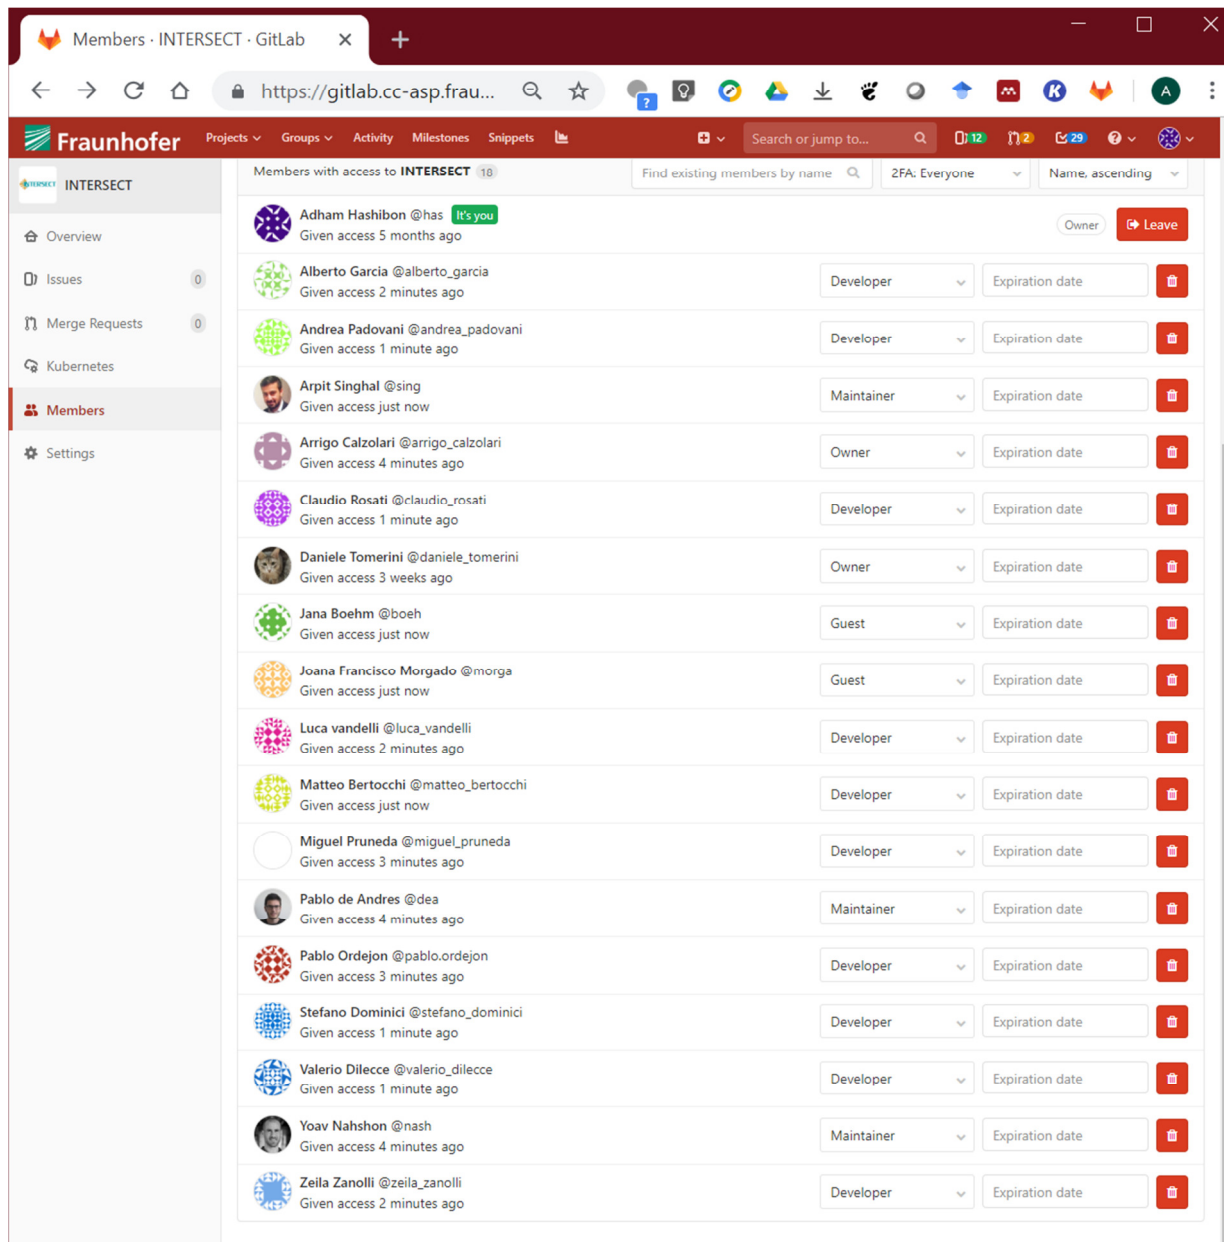 Members · INTERSECT · GitLab
https://gitlab.cc-asp.frau...
?
A
Fraunhofer Projects Groups Activity Milestones Snippets Search or jump to... 12 2 29
INTERSECT INTERSECT
Overview
Issues 0
Merge Requests 0
Kubernetes
Members
Settings
Members with access to INTERSECT 18 Find existing members by name 2FA: Everyone Name, ascending
Adham Hashibon @has It's you
Given access 5 months ago
Owner Leave
Alberto Garcia @alberto_garcia
Given access 2 minutes ago
Developer Expiration date
Andrea Padovani @andrea_padovani
Given access 1 minute ago
Developer Expiration date
Arpit Singhal @sing
Given access just now
Maintainer Expiration date
Arrigo Calzolari @arrigo_calzolari
Given access 4 minutes ago
Owner Expiration date
Claudio Rosati @claudio_rosati
Given access 1 minute ago
Developer Expiration date
Daniele Tomerini @daniele_tomerini
Given access 3 weeks ago
Owner Expiration date
Jana Boehm @boeh
Given access just now
Guest Expiration date
Joana Francisco Morgado @morga
Given access just now
Guest Expiration date
Luca vandelli @luca_vandelli
Given access 2 minutes ago
Developer Expiration date
Matteo Bertocchi @matteo_bertocchi
Given access just now
Developer Expiration date
Miguel Pruneda @miguel_pruneda
Given access 3 minutes ago
Developer Expiration date
Pablo de Andres @dea
Given access 4 minutes ago
Maintainer Expiration date
Pablo Ordejon @pablo.ordejon
Given access 3 minutes ago
Developer Expiration date
Stefano Dominici @stefano_dominici
Given access 1 minute ago
Developer Expiration date
Valerio Dilecce @valerio_dilecce
Given access 1 minute ago
Developer Expiration date
Yoav Nahshon @nash
Given access 4 minutes ago
Maintainer Expiration date
Zeila Zanolli @zeila_zanolli
Given access 2 minutes ago
Developer Expiration date